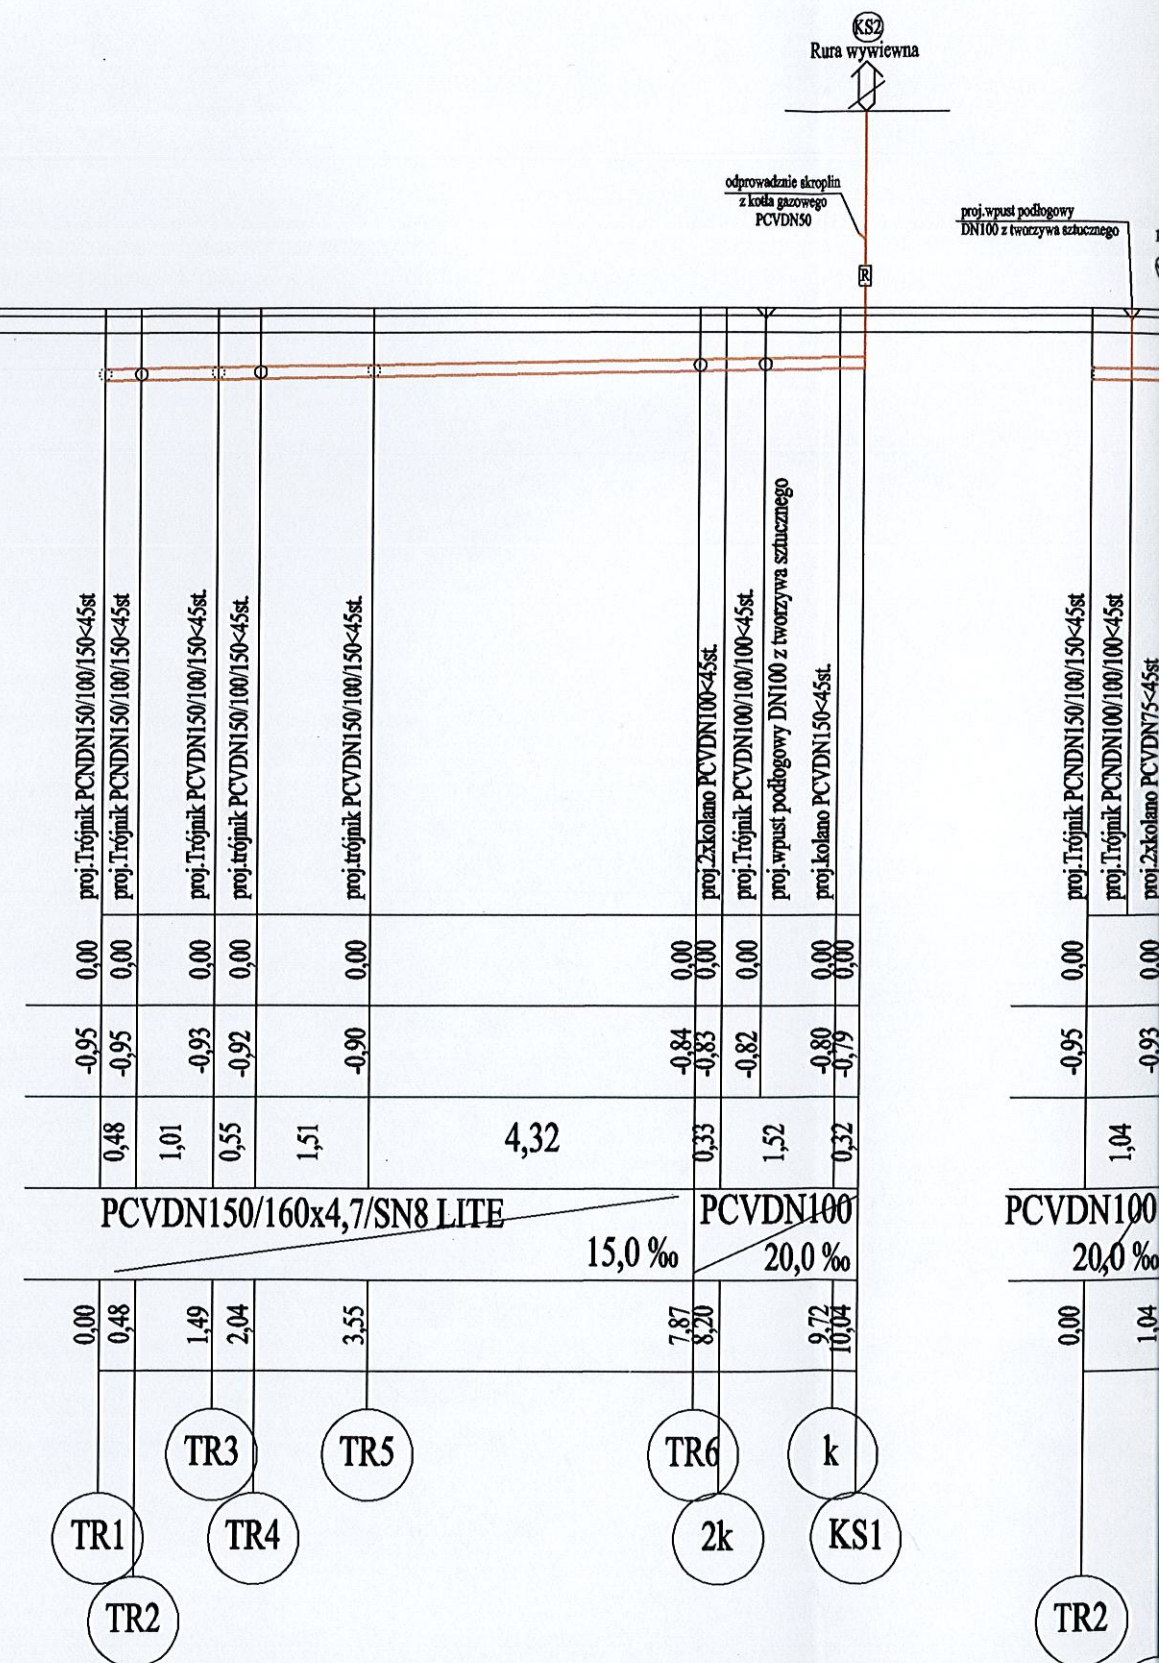 KS2
Rura wywiewna
odprowadznie skroplin
z kotła gazowego
PCVDN50
proj.wpust podłogowy
DN100 z tworzywa sztucznego
R
proj.Trójnik PCNDN150/100/150<45st
proj.Trójnik PCNDN150/100/150<45st
proj.Trójnik PCVDN150/100/150<45st.
proj.trójnik PCVDN150/100/150<45st.
proj.trójnik PCVDN150/100/150<45st.
proj.2xkolano PCVDN100<45st.
proj.Trójnik PCVDN100/100/100<45st.
proj.wpust podłogowy DN100 z tworzywa sztucznego
proj.kolano PCVDN150<45st.
proj.Trójnik PCNDN150/100/150<45st
proj.Trójnik PCNDN100/100/100<45st
proj.2xkolano PCVDN75<45st
0,00 0,00 0,00 0,00 0,00 0,00 0,00 0,00 0,00 0,00 0,00 0,00
-0,95 -0,95 -0,93 -0,92 -0,90 -0,84 -0,83 -0,82 -0,80 -0,79 -0,95 -0,93
0,48 1,01 0,55 1,51 4,32 0,33 1,52 0,32 1,04
PCVDN150/160x4,7/SN8 LITE PCVDN100 PCVDN100
15,0 ‰ 20,0 ‰ 20,0 ‰
0,00 0,48 1,49 2,04 3,55 7,87 8,20 9,72 10,04 0,00 1,04
TR3 TR5 TR6 k
TR1 TR4 2k KS1
TR2 TR2